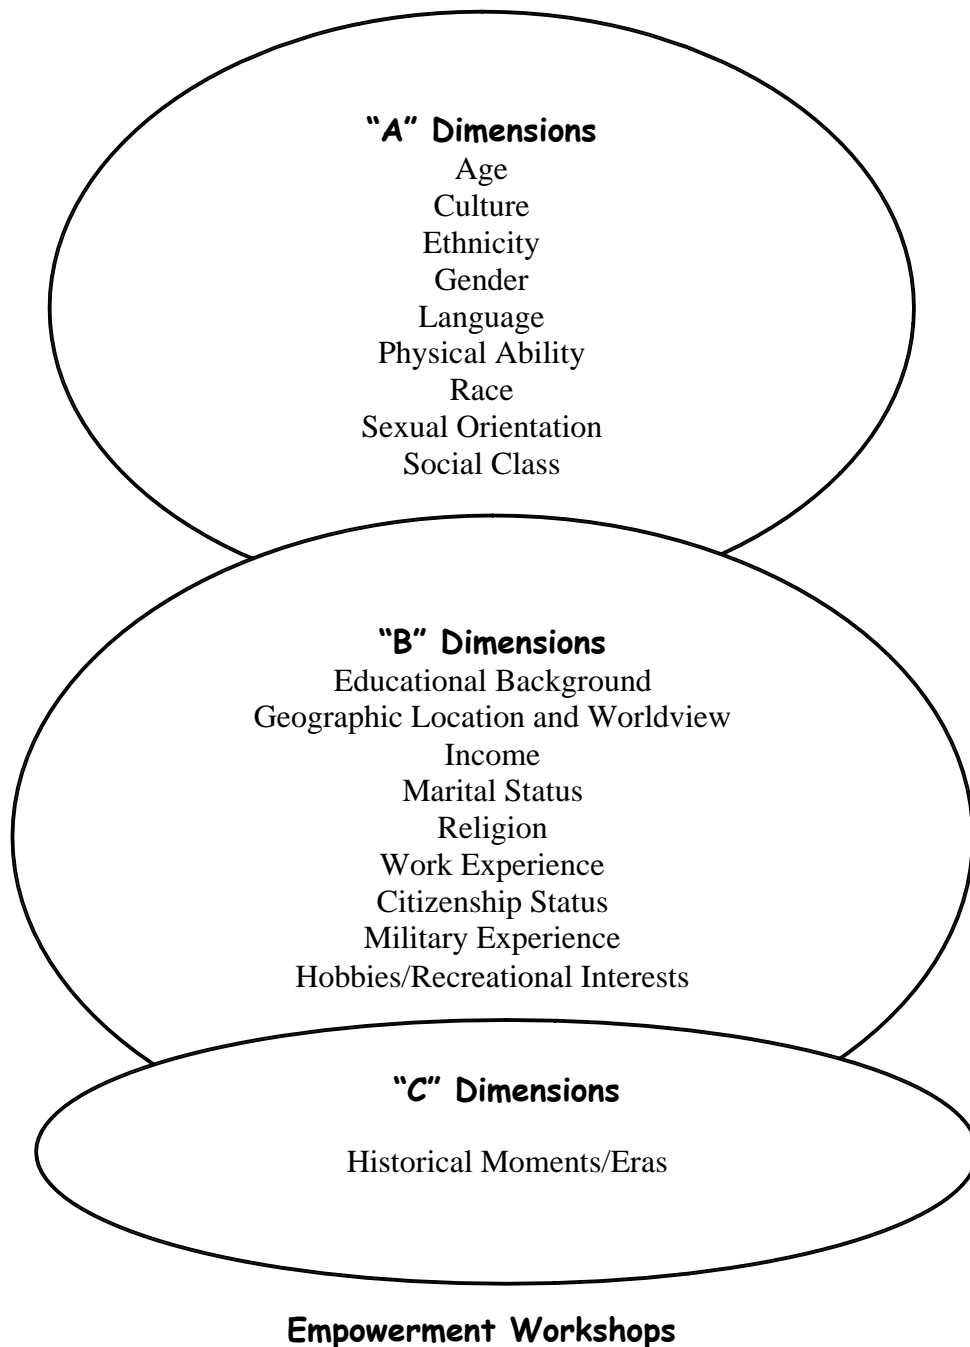 “A” Dimensions
Age
Culture
Ethnicity
Gender
Language
Physical Ability
Race
Sexual Orientation
Social Class
“B” Dimensions
Educational Background
Geographic Location and Worldview
Income
Marital Status
Religion
Work Experience
Citizenship Status
Military Experience
Hobbies/Recreational Interests
“C” Dimensions
Historical Moments/Eras
Empowerment Workshops